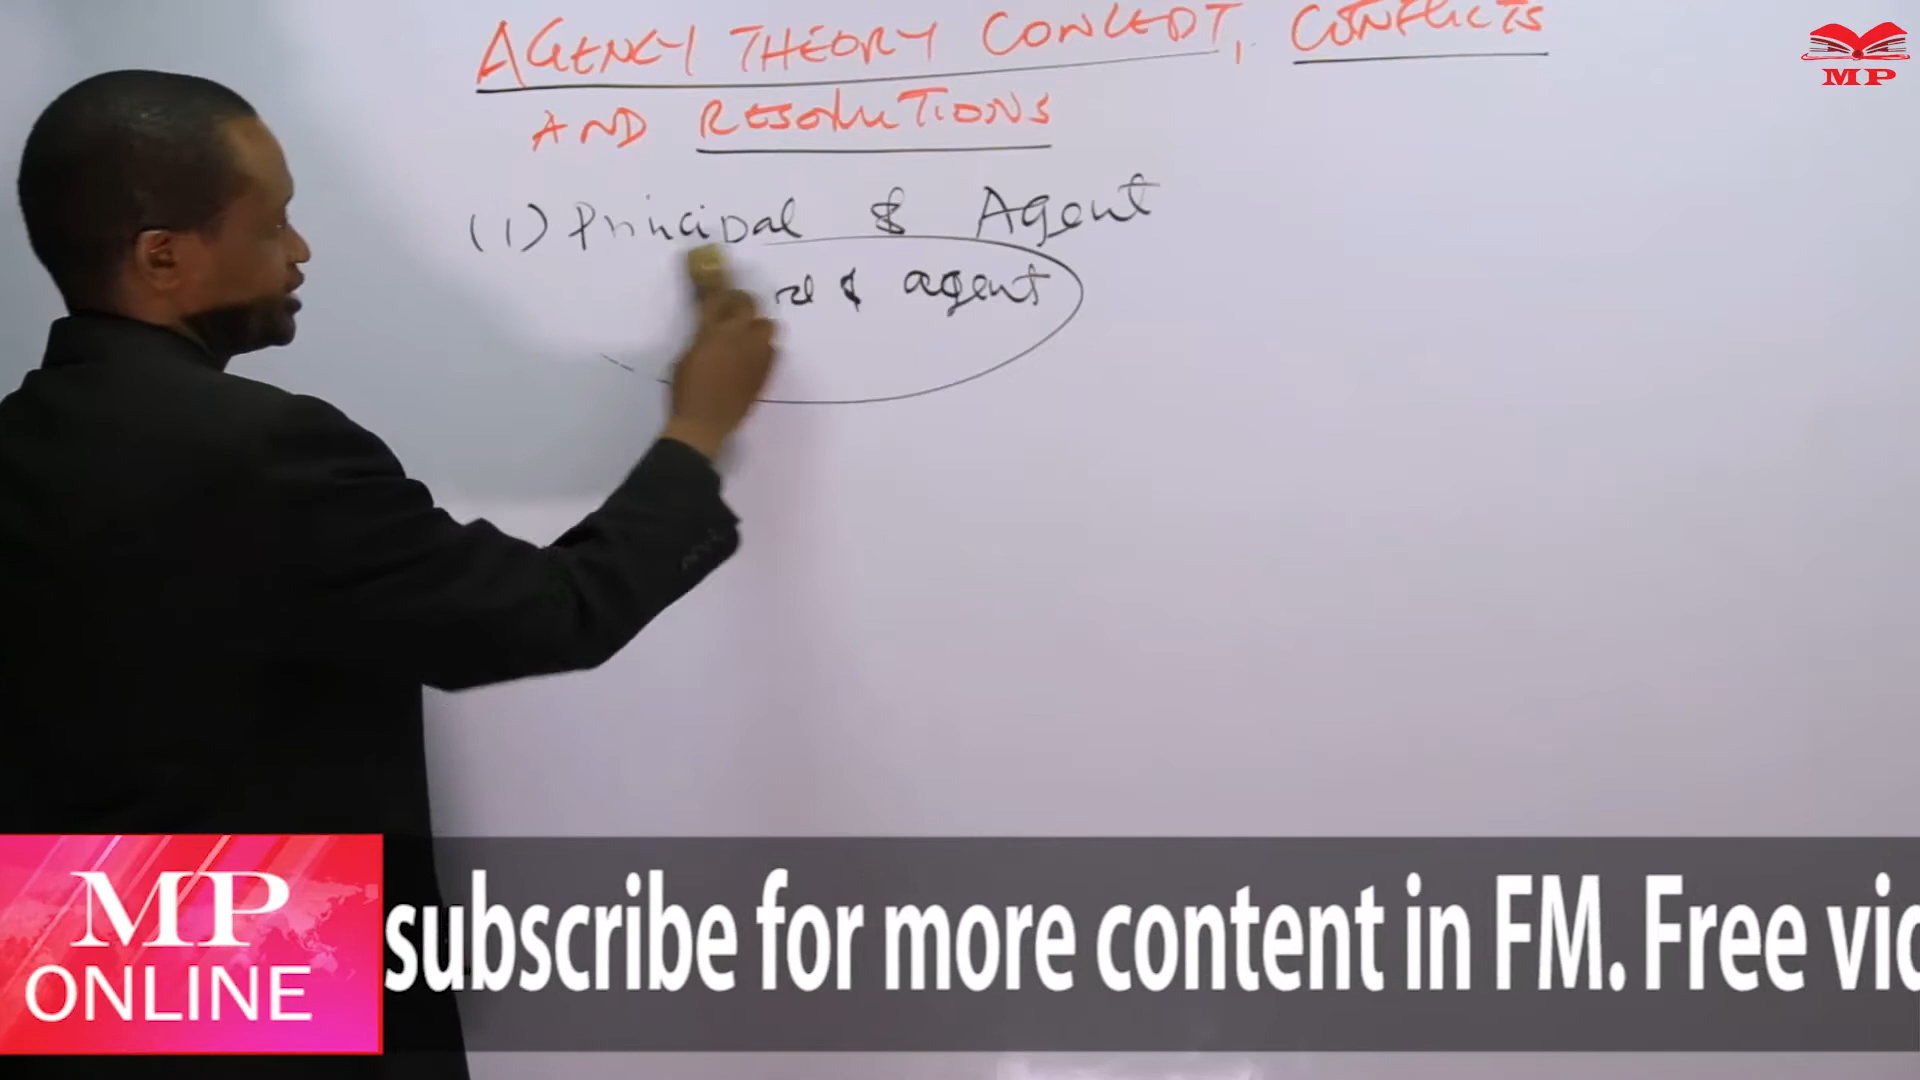 AGENCY THEORY CONCEPT, CONFLICTS
MP
AND RESOLUTIONS
(1) Principal & Agent
& agent
MP
ONLINE
subscribe for more content in FM. Free